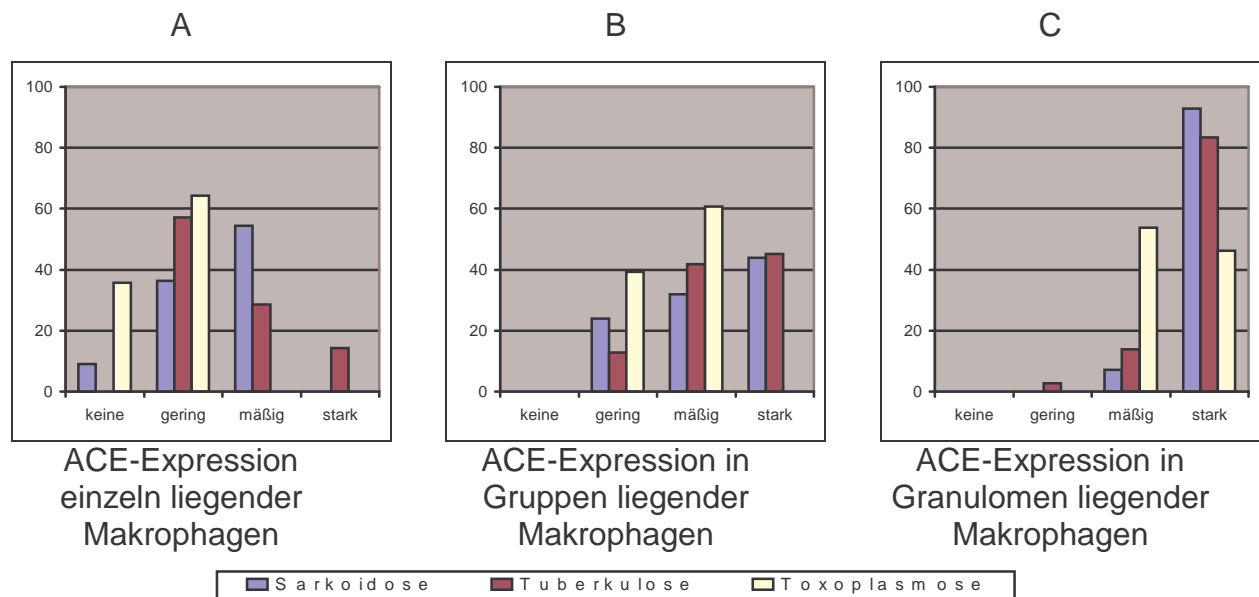 A
B
C
100
80
60
40
20
0
keine gering mäßig stark
100
80
60
40
20
0
keine gering mäßig stark
100
80
60
40
20
0
keine gering mäßig stark
ACE-Expression
einzeln liegender
Makrophagen
ACE-Expression in
Gruppen liegender
Makrophagen
ACE-Expression in
Granulomen liegender
Makrophagen
Sarkoidose Tuberkulose Toxoplasmose